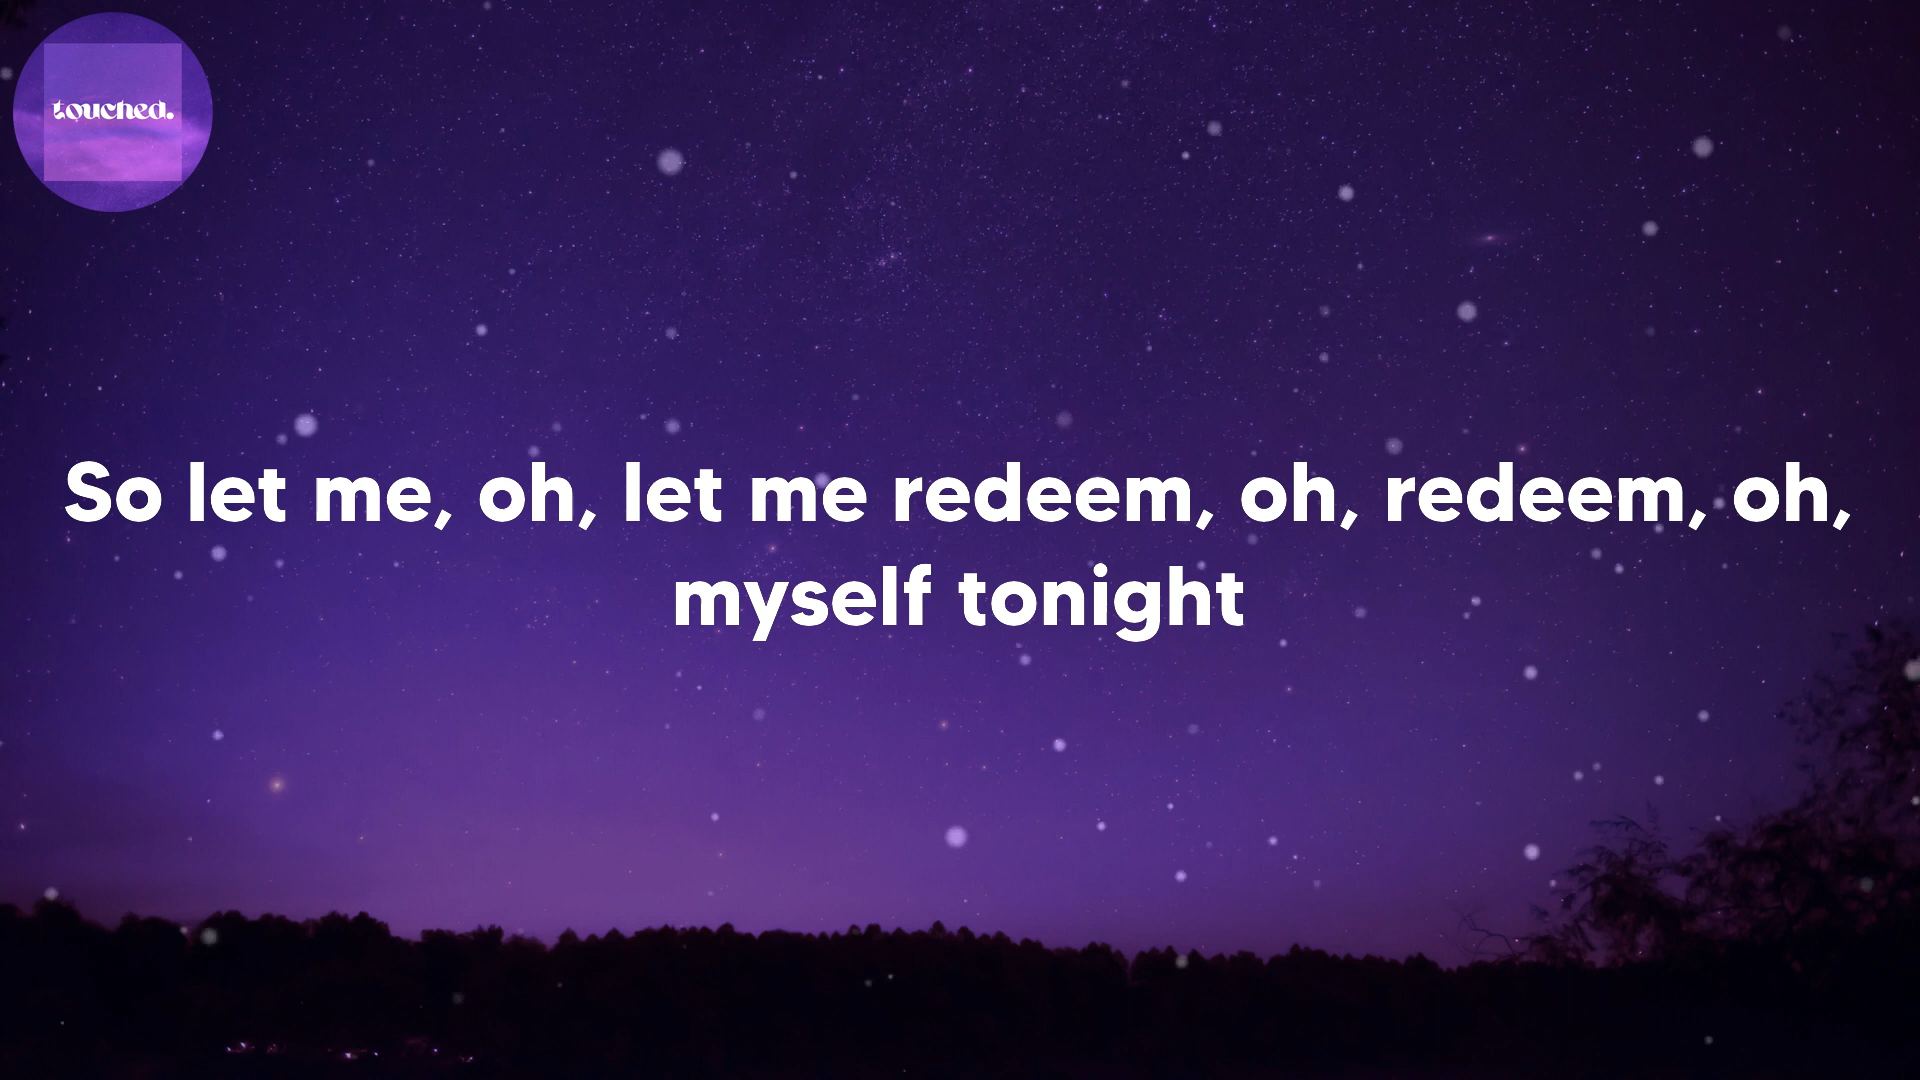 touched.
So let me, oh, let me redeem, oh, redeem, oh,
myself tonight